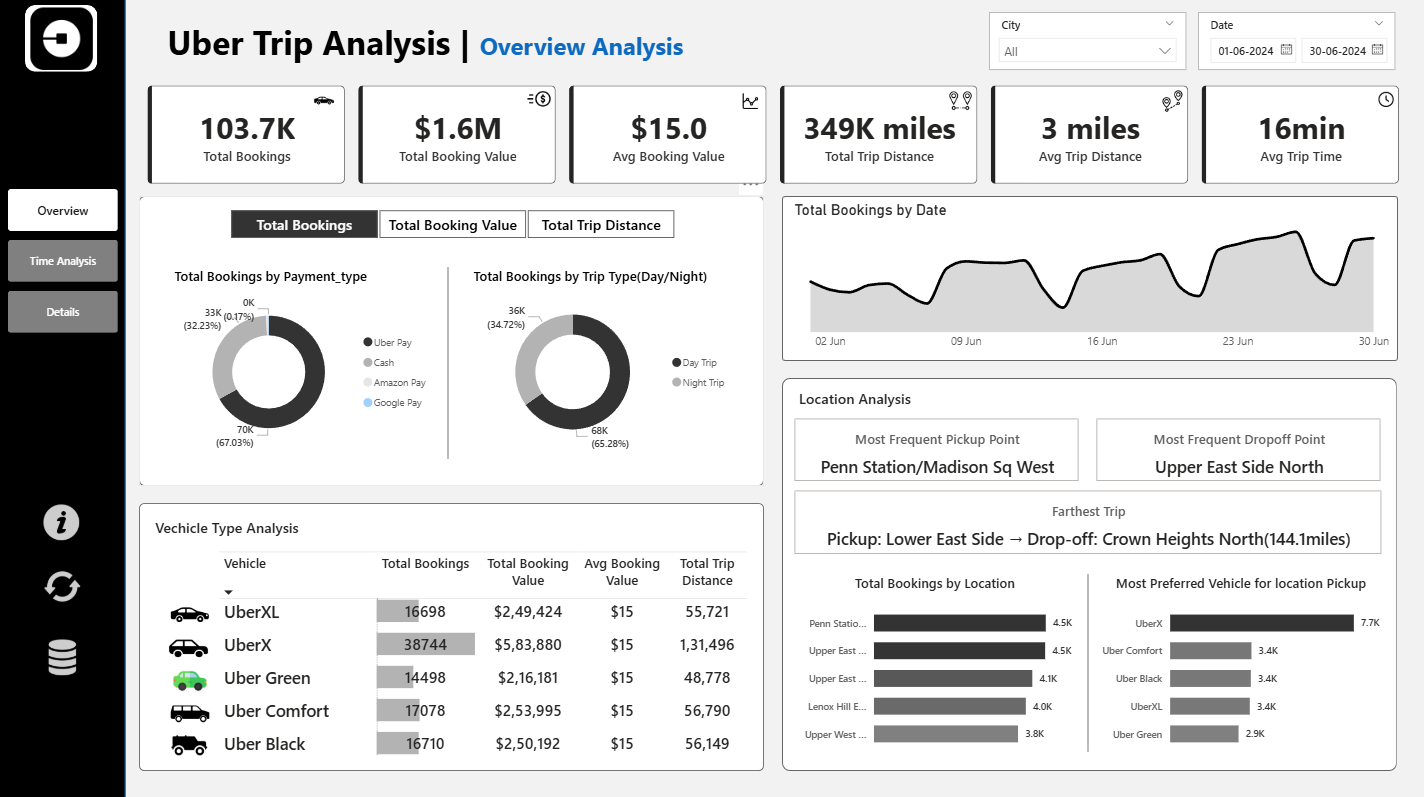 Uber Trip Analysis | Overview Analysis
City
All
Date
01-06-2024
30-06-2024
Overview
Time Analysis
Details
103.7K
Total Bookings
$1.6M
Total Booking Value
$15.0
Avg Booking Value
349K miles
Total Trip Distance
3 miles
Avg Trip Distance
16min
Avg Trip Time
Total Bookings
Total Booking Value
Total Trip Distance
Total Bookings by Payment_type
0K
(0.17%)
33K
(32.23%)
70K
(67.03%)
Uber Pay
Cash
Amazon Pay
Google Pay
Total Bookings by Trip Type(Day/Night)
36K
(34.72%)
68K
(65.28%)
Day Trip
Night Trip
Total Bookings by Date
02 Jun
09 Jun
16 Jun
23 Jun
30 Jun
Vechicle Type Analysis
Vehicle Total Bookings Total Booking Value Avg Booking Value Total Trip Distance
UberXL 16698 $2,49,424 $15 55,721
UberX 38744 $5,83,880 $15 1,31,496
Uber Green 14498 $2,16,181 $15 48,778
Uber Comfort 17078 $2,53,995 $15 56,790
Uber Black 16710 $2,50,192 $15 56,149
Location Analysis
Most Frequent Pickup Point
Penn Station/Madison Sq West
Most Frequent Dropoff Point
Upper East Side North
Farthest Trip
Pickup: Lower East Side → Drop-off: Crown Heights North(144.1miles)
Total Bookings by Location
Penn Statio... 4.5K
Upper East ... 4.5K
Upper East ... 4.1K
Lenox Hill E... 4.0K
Upper West ... 3.8K
Most Preferred Vehicle for location Pickup
UberX 7.7K
Uber Comfort 3.4K
Uber Black 3.4K
UberXL 3.4K
Uber Green 2.9K